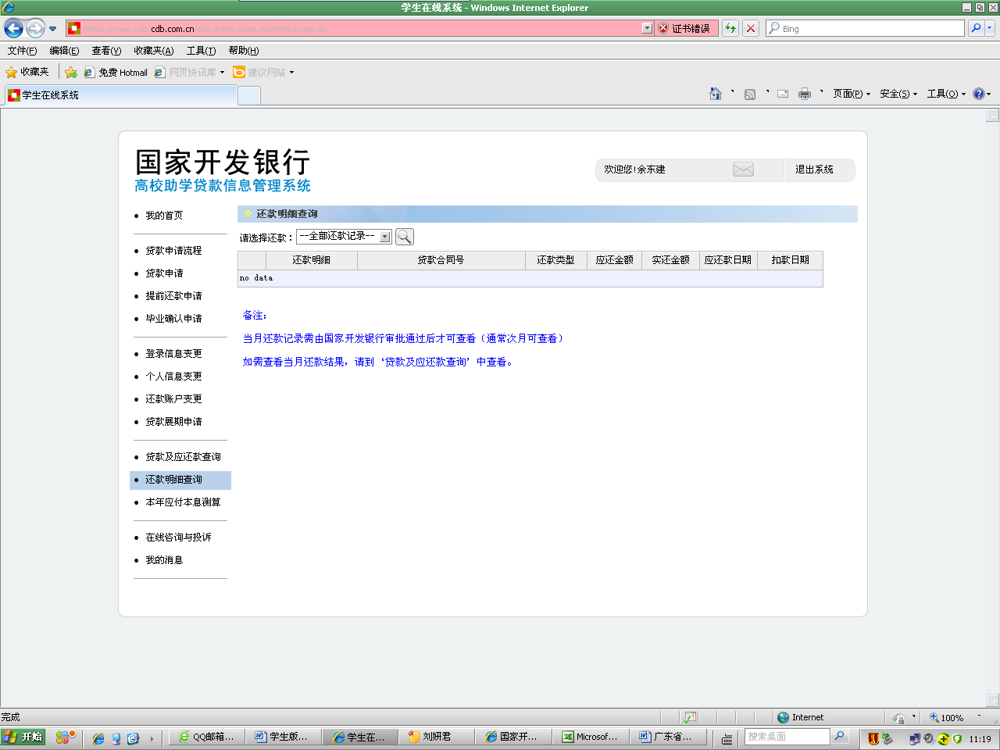 学生在线系统 - Windows Internet Explorer
https://www.csls.cdb.com.cn/csls.online.main.ActionStuLogin.do
证书错误
Bing
文件(F) 编辑(E) 查看(V) 收藏夹(A) 工具(T) 帮助(H)
收藏夹 免费 Hotmail 网页快讯库 建议网站
学生在线系统
页面(P) 安全(S) 工具(O)
国家开发银行
高校助学贷款信息管理系统
欢迎您!余东建 退出系统
我的首页
贷款申请流程
贷款申请
提前还款申请
毕业确认申请
登录信息变更
个人信息变更
还款账户变更
贷款展期申请
贷款及应还款查询
还款明细查询
本年应付本息测算
在线咨询与投诉
我的消息
还款明细查询
请选择还款： --全部还款记录--
还款明细 贷款合同号 还款类型 应还金额 实还金额 应还款日期 扣款日期
no data
备注：
当月还款记录需由国家开发银行审批通过后才可查看（通常次月可查看）
如需查看当月还款结果，请到‘贷款及应还款查询’中查看。
完成 Internet 100%
开始 QQ邮箱... 学生版... 学生在... 刘妍君 国家开... Microsof... 广东省... 搜索桌面 11:19